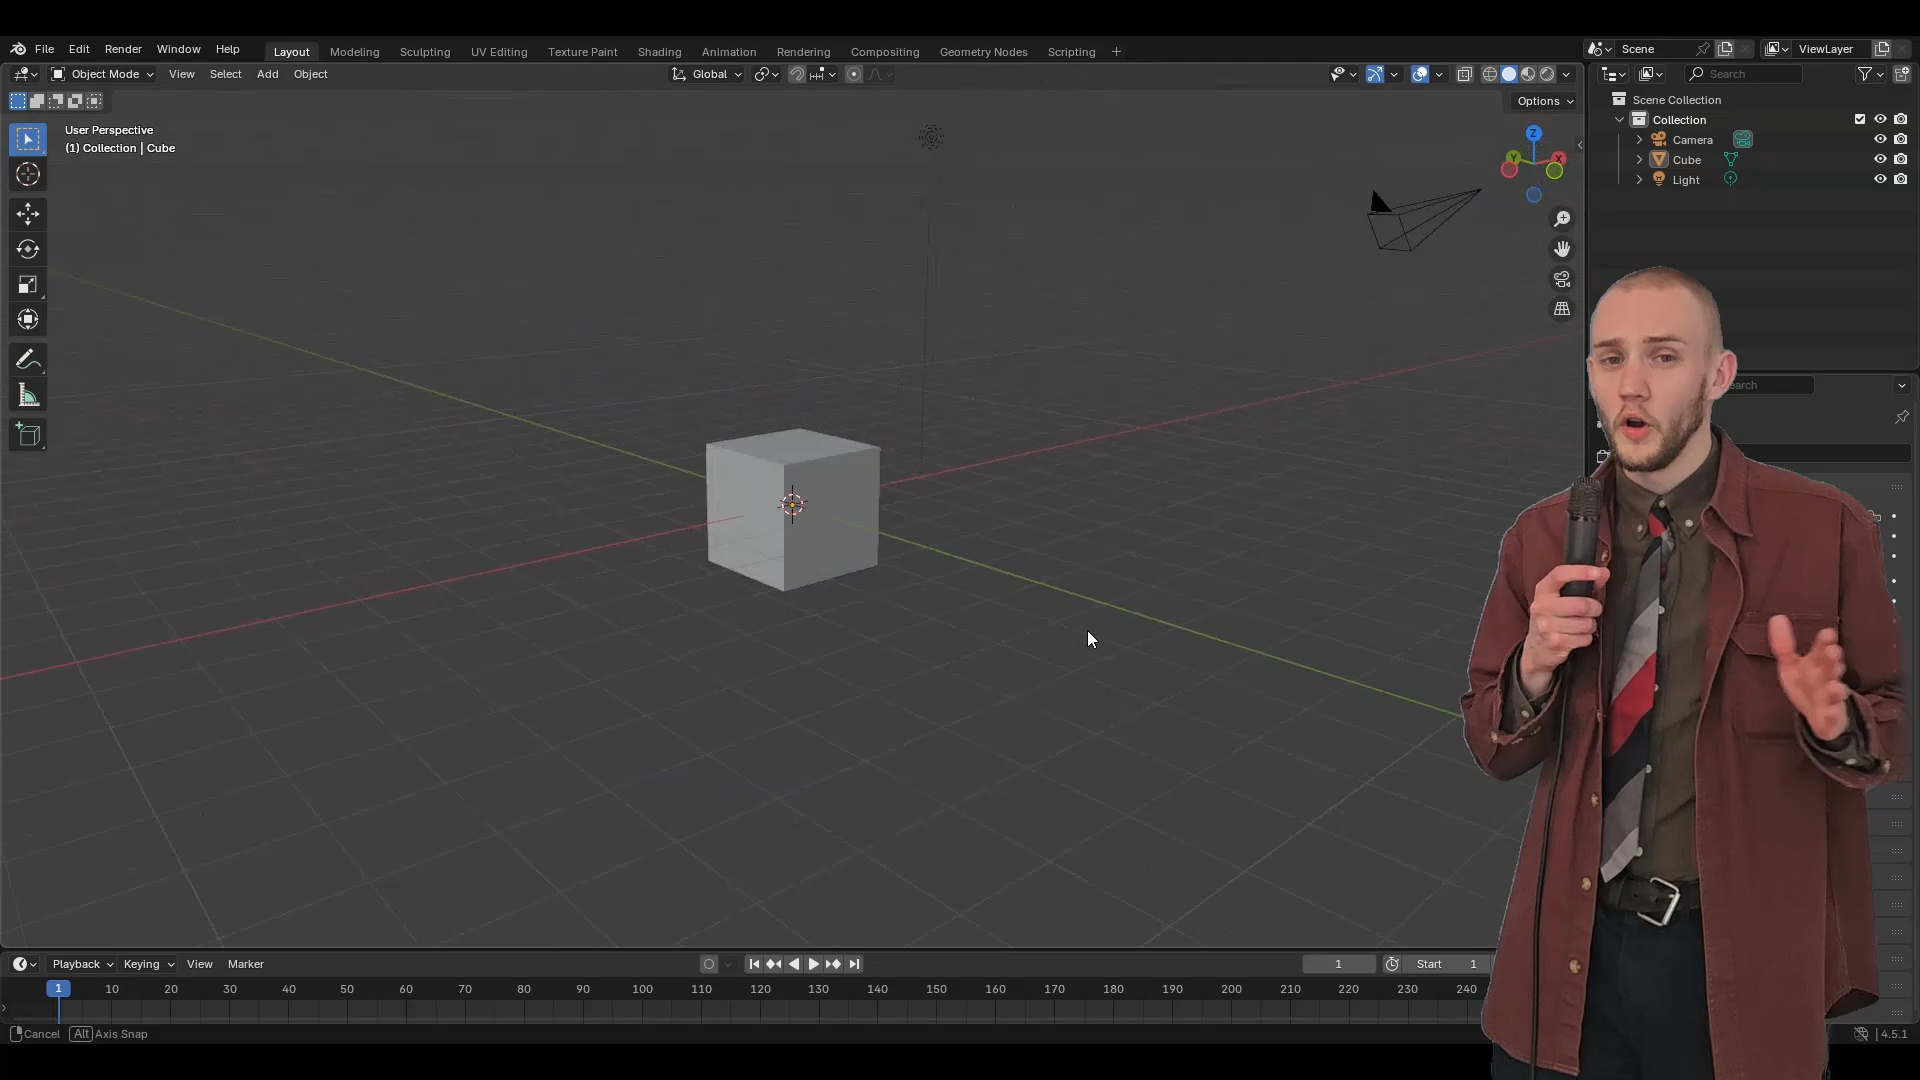 File Edit Render Window Help Layout Modeling Sculpting UV Editing Texture Paint Shading Animation Rendering Compositing Geometry Nodes Scripting + Scene ViewLayer
Object Mode View Select Add Object Global Search
Options
User Perspective
(1) Collection | Cube
Z
Y X
Scene Collection
Collection
Camera
Cube
Light
Playback Keying View Marker 1 Start 1
1 10 20 30 40 50 60 70 80 90 100 110 120 130 140 150 160 170 180 190 200 210 220 230 240
Cancel Alt Axis Snap 4.5.1